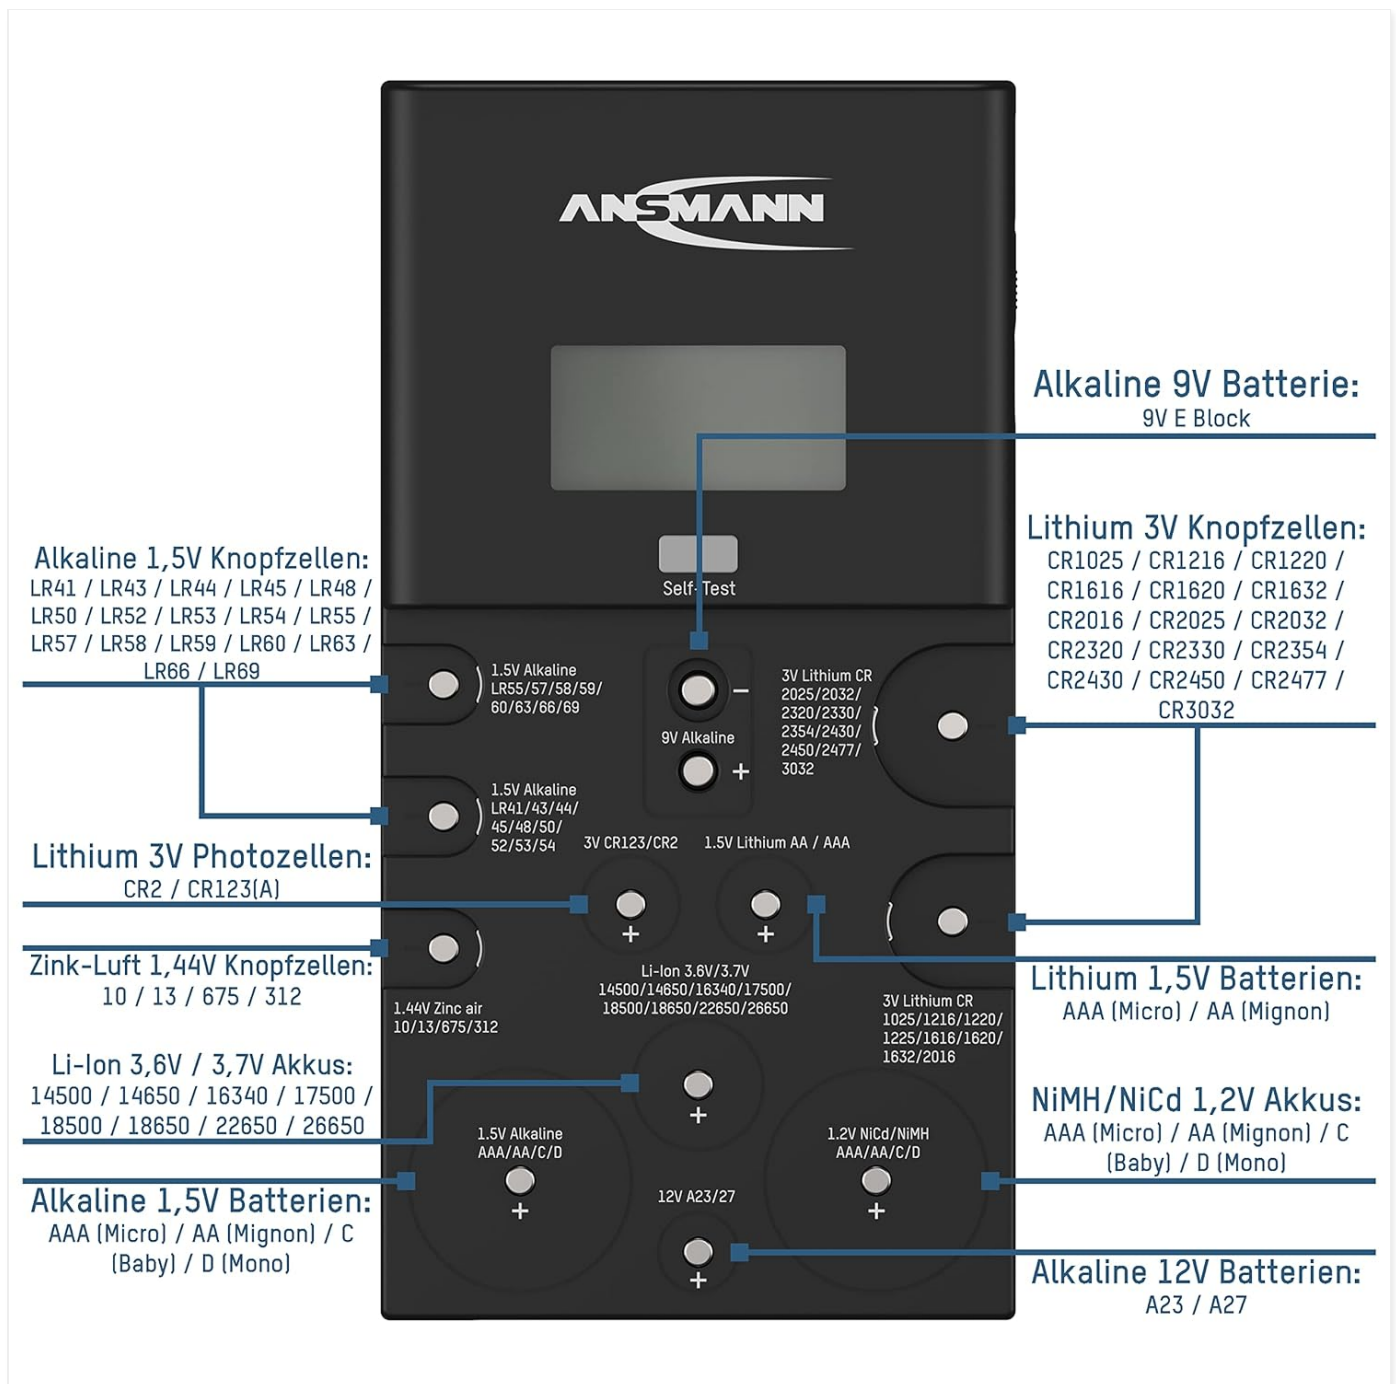 ANSMANN
Alkaline 9V Batterie:
9V E Block
Lithium 3V Knopfzellen:
CR1025 / CR1216 / CR1220 /
CR1616 / CR1620 / CR1632 /
CR2016 / CR2025 / CR2032 /
CR2320 / CR2330 / CR2354 /
CR2430 / CR2450 / CR2477 /
CR3032
Alkaline 1,5V Knopfzellen:
LR41 / LR43 / LR44 / LR45 / LR48 /
LR50 / LR52 / LR53 / LR54 / LR55 /
LR57 / LR58 / LR59 / LR60 / LR63 /
LR66 / LR69
Self-Test
1.5V Alkaline
LR55/57/58/59/
60/63/66/69
9V Alkaline
3V Lithium CR
2025/2032/
2320/2330/
2354/2430/
2450/2477/
3032
1.5V Alkaline
LR41/43/44/
45/48/50/
52/53/54
3V CR123/CR2
1.5V Lithium AA / AAA
Lithium 3V Photozellen:
CR2 / CR123(A)
Zink-Luft 1,44V Knopfzellen:
10 / 13 / 675 / 312
1.44V Zinc air
10/13/675/312
Li-Ion 3.6V/3.7V
14500/14650/16340/17500/
18500/18650/22650/26650
3V Lithium CR
1025/1216/1220/
1225/1616/1620/
1632/2016
Lithium 1,5V Batterien:
AAA (Micro) / AA (Mignon)
Li-Ion 3,6V / 3,7V Akkus:
14500 / 14650 / 16340 / 17500 /
18500 / 18650 / 22650 / 26650
NiMH/NiCd 1,2V Akkus:
AAA (Micro) / AA (Mignon) / C
(Baby) / D (Mono)
1.5V Alkaline
AAA/AA/C/D
1.2V NiCd/NiMH
AAA/AA/C/D
12V A23/27
Alkaline 1,5V Batterien:
AAA (Micro) / AA (Mignon) / C
(Baby) / D (Mono)
Alkaline 12V Batterien:
A23 / A27